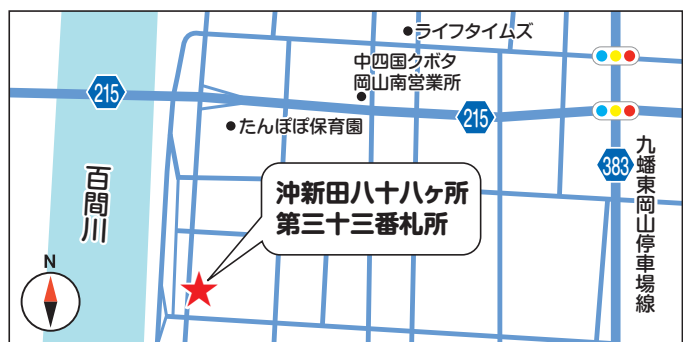 ライフタイムズ
中四国クボタ
岡山南営業所
215
215
たんぽぽ保育園
383
九蟠東岡山停車場線
百間川
沖新田八十八ヶ所
第三十三番札所
N